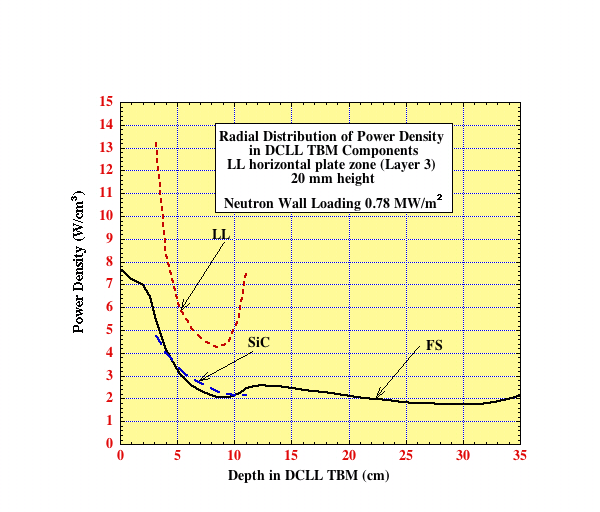 15
14
13
12
11
10
9
8
7
6
5
4
3
2
1
0
Power Density (W/cm³)
Radial Distribution of Power Density
in DCLL TBM Components
LL horizontal plate zone (Layer 3)
20 mm height
Neutron Wall Loading 0.78 MW/m²
LL
SiC
FS
0 5 10 15 20 25 30 35
Depth in DCLL TBM (cm)